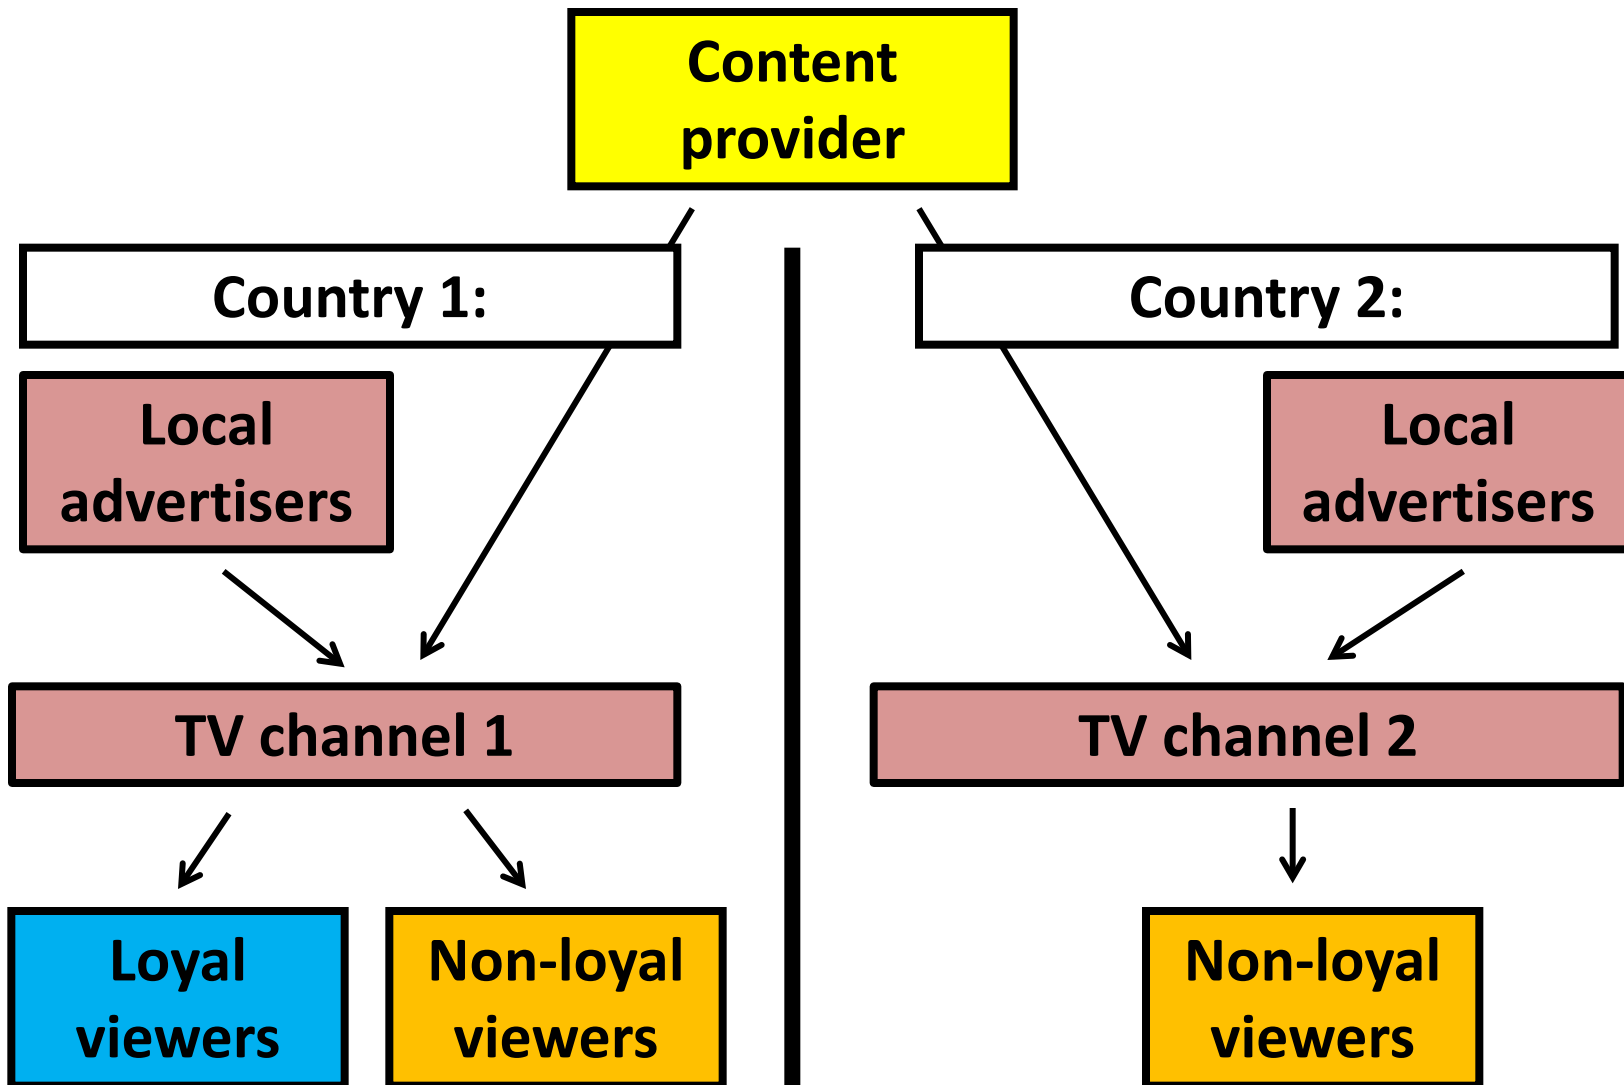 Content
provider
Country 1:
Country 2:
Local
advertisers
Local
advertisers
TV channel 1
TV channel 2
Loyal
viewers
Non-loyal
viewers
Non-loyal
viewers